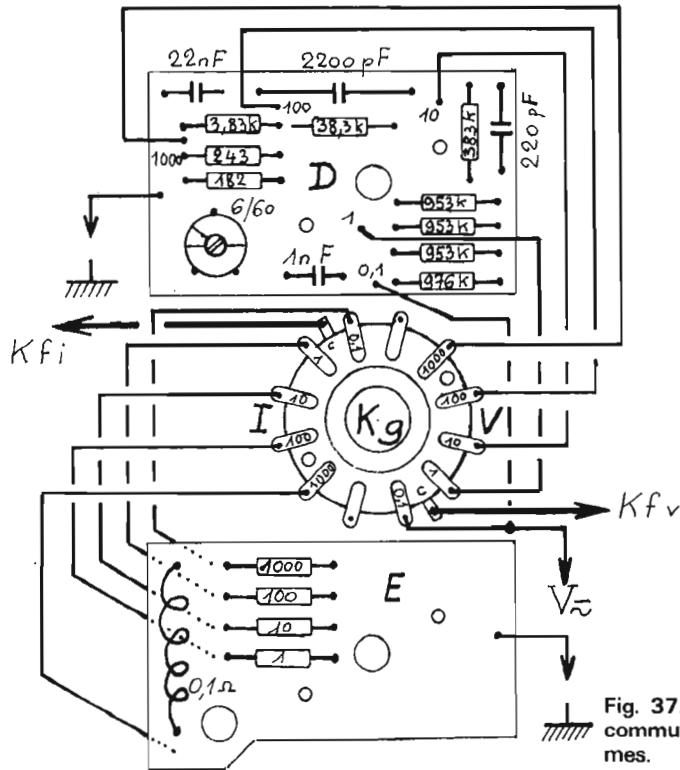 22nF
2200pF
100
10
3,83k
38,3k
383k
220pF
1000
243
182
D
6/60
1
953k
953k
953k
976k
1nF
0,1
Kfi
c
0,1
1
10
100
1000
I
Kg
V
1000
100
10
1
c
0,1
Kfv
V≂
1000
100
10
1
E
0,1Ω
Fig. 37
commu
mes.